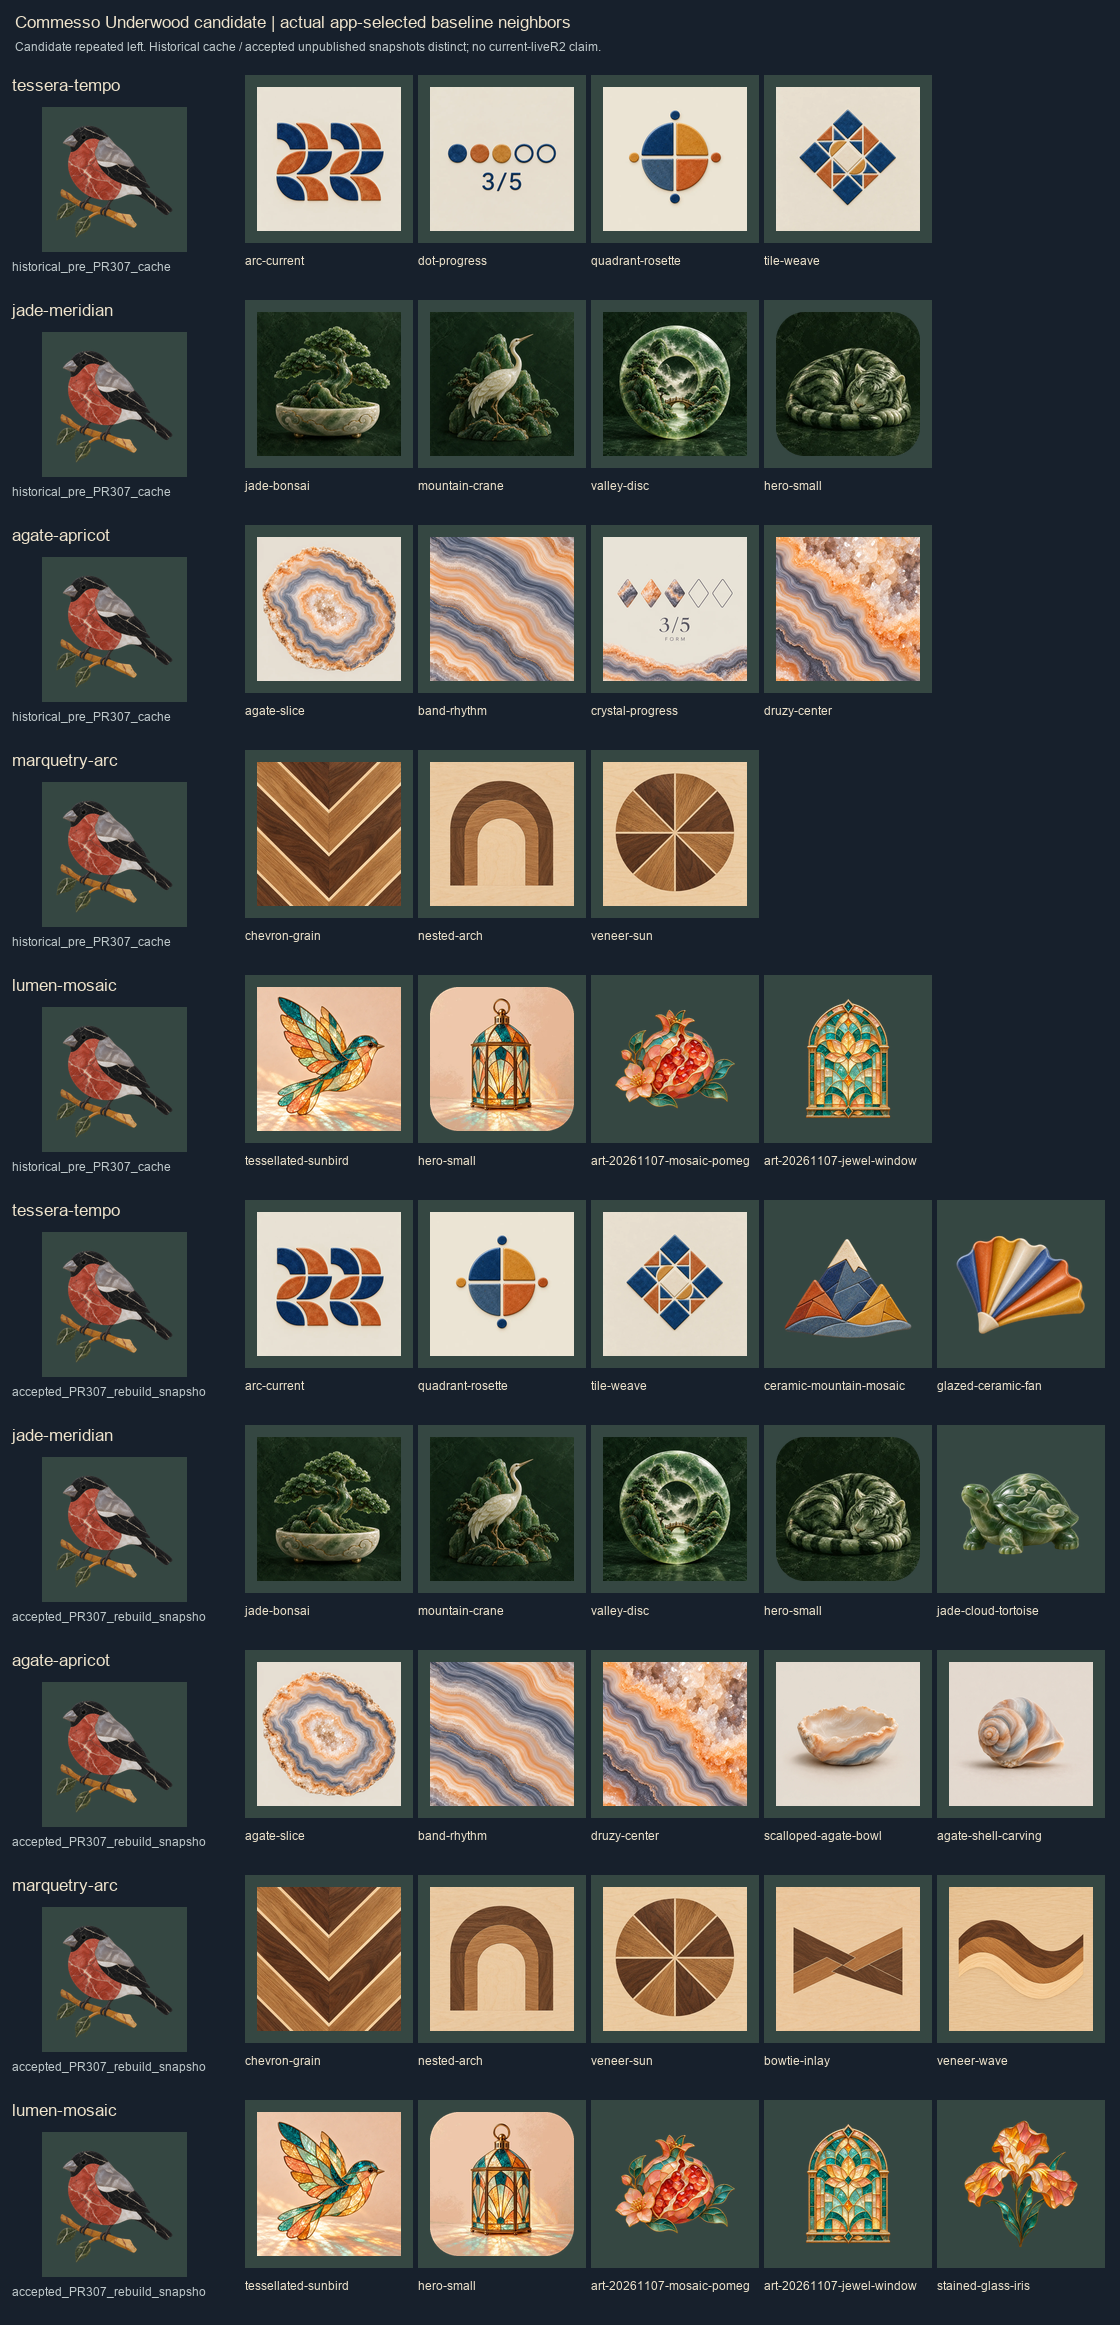 Commesso Underwood candidate | actual app-selected baseline neighbors
Candidate repeated left. Historical cache / accepted unpublished snapshots distinct; no current-liveR2 claim.
tessera-tempo
3/5
historical_pre_PR307_cache
arc-current
dot-progress
quadrant-rosette
tile-weave
jade-meridian
historical_pre_PR307_cache
jade-bonsai
mountain-crane
valley-disc
hero-small
agate-apricot
3/5
FORM
historical_pre_PR307_cache
agate-slice
band-rhythm
crystal-progress
druzy-center
marquetry-arc
historical_pre_PR307_cache
chevron-grain
nested-arch
veneer-sun
lumen-mosaic
historical_pre_PR307_cache
tessellated-sunbird
hero-small
art-20261107-mosaic-pomeg
art-20261107-jewel-window
tessera-tempo
accepted_PR307_rebuild_snapsho
arc-current
quadrant-rosette
tile-weave
ceramic-mountain-mosaic
glazed-ceramic-fan
jade-meridian
accepted_PR307_rebuild_snapsho
jade-bonsai
mountain-crane
valley-disc
hero-small
jade-cloud-tortoise
agate-apricot
accepted_PR307_rebuild_snapsho
agate-slice
band-rhythm
druzy-center
scalloped-agate-bowl
agate-shell-carving
marquetry-arc
accepted_PR307_rebuild_snapsho
chevron-grain
nested-arch
veneer-sun
bowtie-inlay
veneer-wave
lumen-mosaic
accepted_PR307_rebuild_snapsho
tessellated-sunbird
hero-small
art-20261107-mosaic-pomeg
art-20261107-jewel-window
stained-glass-iris